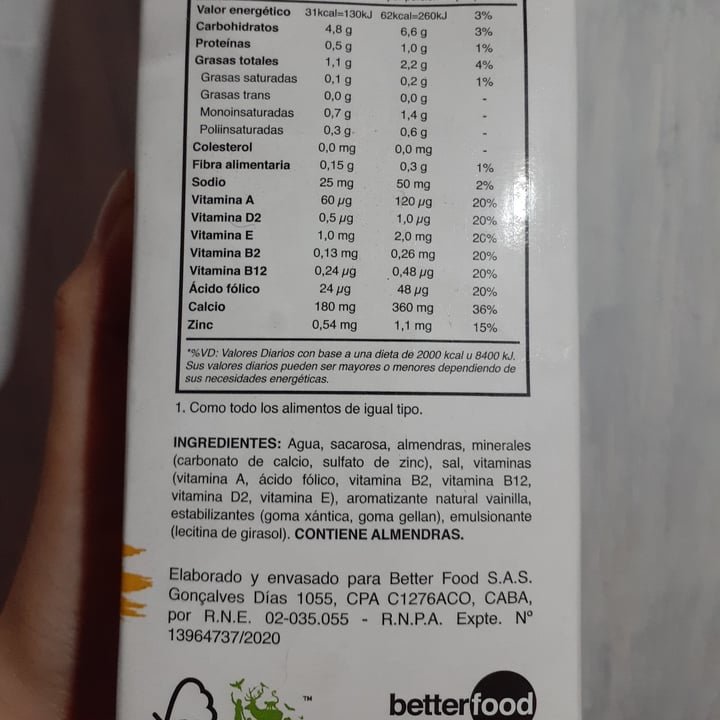 Valor energético 31kcal=130kJ 62kcal=260kJ 3%
Carbohidratos 4,8 g 6,6 g 3%
Proteínas 0,5 g 1,0 g 1%
Grasas totales 1,1 g 2,2 g 4%
Grasas saturadas 0,1 g 0,2 g 1%
Grasas trans 0,0 g 0,0 g -
Monoinsaturadas 0,7 g 1,4 g -
Poliinsaturadas 0,3 g 0,6 g -
Colesterol 0,0 mg 0,0 mg -
Fibra alimentaria 0,15 g 0,3 g 1%
Sodio 25 mg 50 mg 2%
Vitamina A 60 µg 120 µg 20%
Vitamina D2 0,5 µg 1,0 µg 20%
Vitamina E 1,0 mg 2,0 mg 20%
Vitamina B2 0,13 mg 0,26 mg 20%
Vitamina B12 0,24 µg 0,48 µg 20%
Ácido fólico 24 µg 48 µg 20%
Calcio 180 mg 360 mg 36%
Zinc 0,54 mg 1,1 mg 15%
*%VD: Valores Diarios con base a una dieta de 2000 kcal u 8400 kJ.
Sus valores diarios pueden ser mayores o menores dependiendo de
sus necesidades energéticas.
1. Como todo los alimentos de igual tipo.
INGREDIENTES: Agua, sacarosa, almendras, minerales
(carbonato de calcio, sulfato de zinc), sal, vitaminas
(vitamina A, ácido fólico, vitamina B2, vitamina B12,
vitamina D2, vitamina E), aromatizante natural vainilla,
estabilizantes (goma xántica, goma gellan), emulsionante
(lecitina de girasol). CONTIENE ALMENDRAS.
Elaborado y envasado para Better Food S.A.S.
Gonçalves Días 1055, CPA C1276ACO, CABA,
por R.N.E. 02-035.055 - R.N.P.A. Expte. Nº
13964737/2020
TM
betterfood